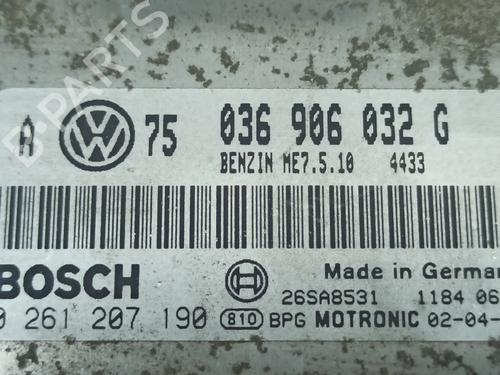 A VW 75 036 906 032 G
BENZIN ME7.5.10 4433
BOSCH
Made in German
26SA8531 1184 06
0 261 207 190 810 BPG MOTRONIC 02-04-
PARTS